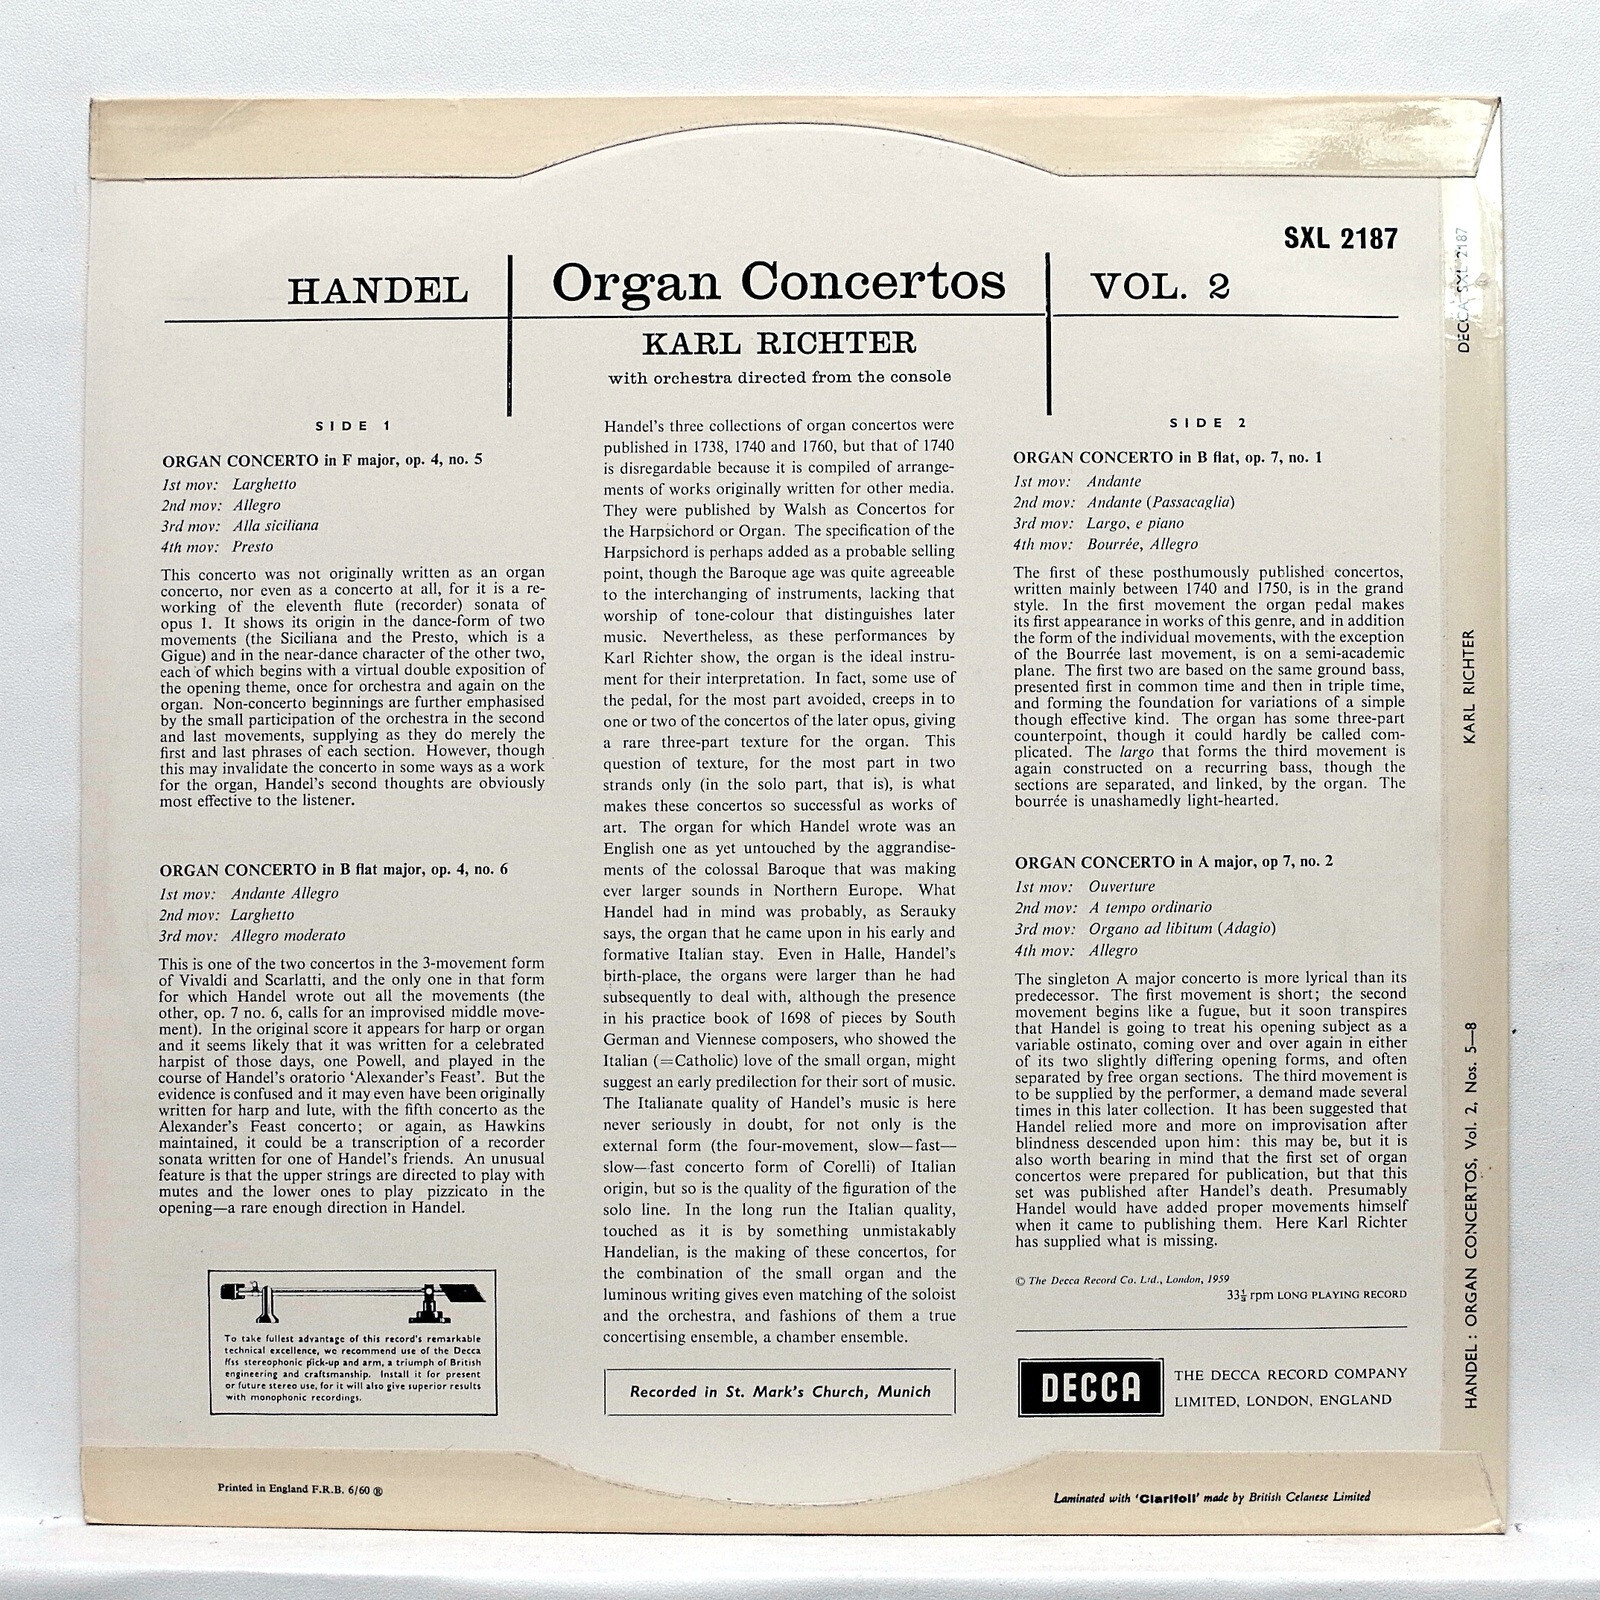 SXL 2187
HANDEL
Organ Concertos
VOL. 2
KARL RICHTER
with orchestra directed from the console
SIDE 1
ORGAN CONCERTO in F major, op. 4, no. 5
1st mov: Larghetto
2nd mov: Allegro
3rd mov: Alla siciliana
4th mov: Presto
This concerto was not originally written as an organ
concerto, nor even as a concerto at all, for it is a re-
working of the eleventh flute (recorder) sonata of
opus 1. It shows its origin in the dance-form of two
movements (the Siciliana and the Presto, which is a
Gigue) and in the near-dance character of the other two,
each of which begins with a virtual double exposition of
the opening theme, once for orchestra and again on the
organ. Non-concerto beginnings are further emphasised
by the small participation of the orchestra in the second
and last movements, supplying as they do merely the
first and last phrases of each section. However, though
this may invalidate the concerto in some ways as a work
for the organ, Handel's second thoughts are obviously
most effective to the listener.
ORGAN CONCERTO in B flat major, op. 4, no. 6
1st mov: Andante Allegro
2nd mov: Larghetto
3rd mov: Allegro moderato
This is one of the two concertos in the 3-movement form
of Vivaldi and Scarlatti, and the only one in that form
for which Handel wrote out all the movements (the
other, op. 7 no. 6, calls for an improvised middle move-
ment). In the original score it appears for harp or organ
and it seems likely that it was written for a celebrated
harpist of those days, one Powell, and played in the
course of Handel's oratorio 'Alexander's Feast'. But the
evidence is confused and it may even have been originally
written for harp and lute, with the fifth concerto as the
Alexander's Feast concerto; or again, as Hawkins
maintained, it could be a transcription of a recorder
sonata written for one of Handel's friends. An unusual
feature is that the upper strings are directed to play with
mutes and the lower ones to play pizzicato in the
opening—a rare enough direction in Handel.
To take fullest advantage of this record's remarkable
technical excellence, we recommend use of the Decca
ffss stereophonic pick-up and arm, a triumph of British
engineering and craftsmanship. Install it for present
or future stereo use, for it will also give superior results
with monophonic recordings.
Handel's three collections of organ concertos were
published in 1738, 1740 and 1760, but that of 1740
is disregardable because it is compiled of arrange-
ments of works originally written for other media.
They were published by Walsh as Concertos for
the Harpsichord or Organ. The specification of the
Harpsichord is perhaps added as a probable selling
point, though the Baroque age was quite agreeable
to the interchanging of instruments, lacking that
worship of tone-colour that distinguishes later
music. Nevertheless, as these performances by
Karl Richter show, the organ is the ideal instru-
ment for their interpretation. In fact, some use of
the pedal, for the most part avoided, creeps in to
one or two of the concertos of the later opus, giving
a rare three-part texture for the organ. This
question of texture, for the most part in two
strands only (in the solo part, that is), is what
makes these concertos so successful as works of
art. The organ for which Handel wrote was an
English one as yet untouched by the aggrandise-
ments of the colossal Baroque that was making
ever larger sounds in Northern Europe. What
Handel had in mind was probably, as Serauky
says, the organ that he came upon in his early and
formative Italian stay. Even in Halle, Handel's
birth-place, the organs were larger than he had
subsequently to deal with, although the presence
in his practice book of 1698 of pieces by South
German and Viennese composers, who showed the
Italian (=Catholic) love of the small organ, might
suggest an early predilection for their sort of music.
The Italianate quality of Handel's music is here
never seriously in doubt, for not only is the
external form (the four-movement, slow—fast—
slow—fast concerto form of Corelli) of Italian
origin, but so is the quality of the figuration of the
solo line. In the long run the Italian quality,
touched as it is by something unmistakably
Handelian, is the making of these concertos, for
the combination of the small organ and the
luminous writing gives even matching of the soloist
and the orchestra, and fashions of them a true
concertising ensemble, a chamber ensemble.
Recorded in St. Mark's Church, Munich
SIDE 2
ORGAN CONCERTO in B flat, op. 7, no. 1
1st mov: Andante
2nd mov: Andante (Passacaglia)
3rd mov: Largo, e piano
4th mov: Bourrée, Allegro
The first of these posthumously published concertos,
written mainly between 1740 and 1750, is in the grand
style. In the first movement the organ pedal makes
its first appearance in works of this genre, and in addition
the form of the individual movements, with the exception
of the Bourrée last movement, is on a semi-academic
plane. The first two are based on the same ground bass,
presented first in common time and then in triple time,
and forming the foundation for variations of a simple
though effective kind. The organ has some three-part
counterpoint, though it could hardly be called com-
plicated. The largo that forms the third movement is
again constructed on a recurring bass, though the
sections are separated, and linked, by the organ. The
bourrée is unashamedly light-hearted.
ORGAN CONCERTO in A major, op 7, no. 2
1st mov: Ouverture
2nd mov: A tempo ordinario
3rd mov: Organo ad libitum (Adagio)
4th mov: Allegro
The singleton A major concerto is more lyrical than its
predecessor. The first movement is short; the second
movement begins like a fugue, but it soon transpires
that Handel is going to treat his opening subject as a
variable ostinato, coming over and over again in either
of its two slightly differing opening forms, and often
separated by free organ sections. The third movement is
to be supplied by the performer, a demand made several
times in this later collection. It has been suggested that
Handel relied more and more on improvisation after
blindness descended upon him: this may be, but it is
also worth bearing in mind that the first set of organ
concertos were prepared for publication, but that this
set was published after Handel's death. Presumably
Handel would have added proper movements himself
when it came to publishing them. Here Karl Richter
has supplied what is missing.
© The Decca Record Co. Ltd., London, 1959
33⅓ rpm LONG PLAYING RECORD
DECCA
THE DECCA RECORD COMPANY
LIMITED, LONDON, ENGLAND
Printed in England F.R.B. 6/60 ®
Laminated with 'Clarifoil' made by British Celanese Limited
DECCA SXL 2187
KARL RICHTER
HANDEL : ORGAN CONCERTOS, Vol. 2, Nos. 5—8